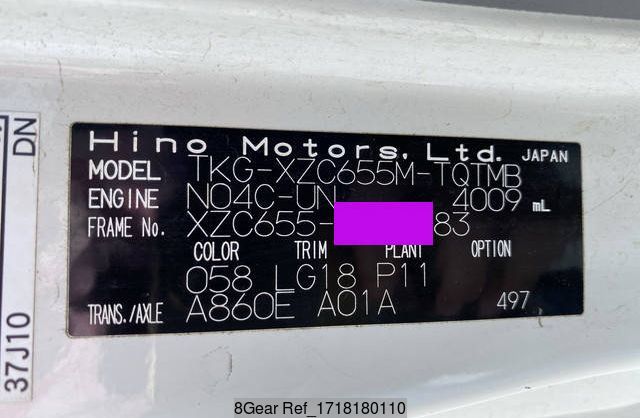 Hino Motors, Ltd. JAPAN
MODEL TKG-XZC655M-TQTMB
ENGINE N04C-UN 4009 mL
FRAME No. XZC655- 83
COLOR TRIM PLANT OPTION
058 LG18 P11
TRANS./AXLE A860E A01A 497
DN
37J10
8Gear Ref_1718180110